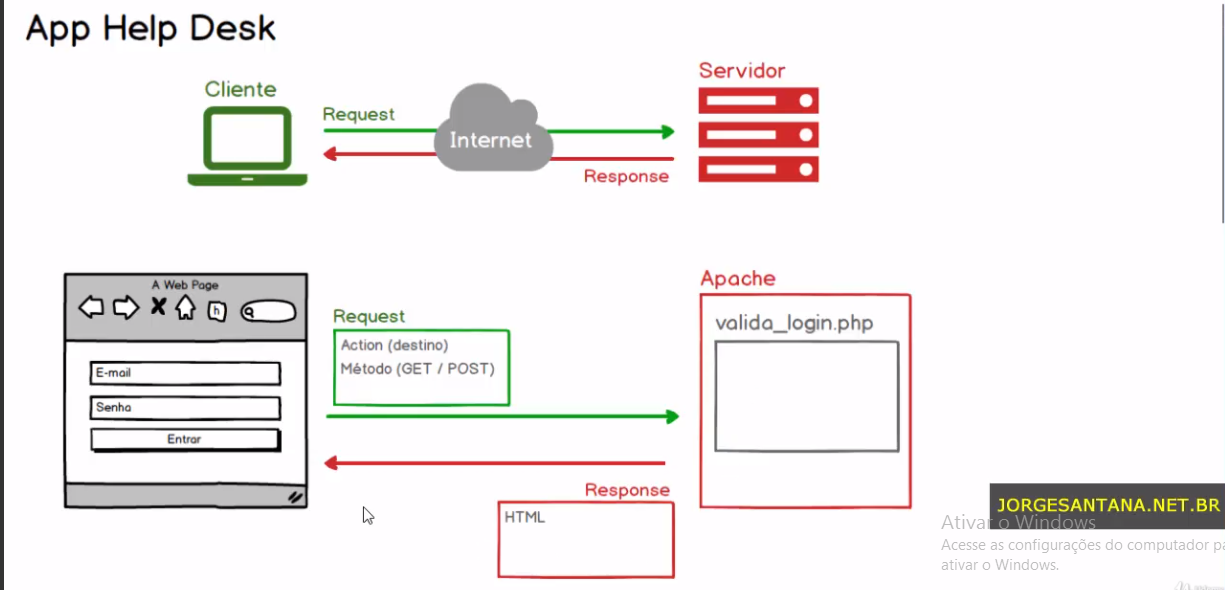 App Help Desk
Cliente
Servidor
Request
Internet
Response
A Web Page
h
E-mail
Senha
Entrar
Request
Action (destino)
Método (GET / POST)
Apache
valida_login.php
Response
HTML
JORGESANTANA.NET.BR
Ativar o Windows
Acesse as configurações do computador pa
ativar o Windows.